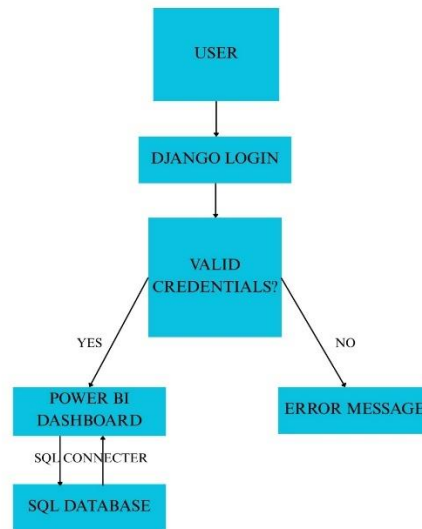 USER
DJANGO LOGIN
VALID
CREDENTIALS?
YES
NO
POWER BI
DASHBOARD
ERROR MESSAGE
SQL CONNECTER
SQL DATABASE